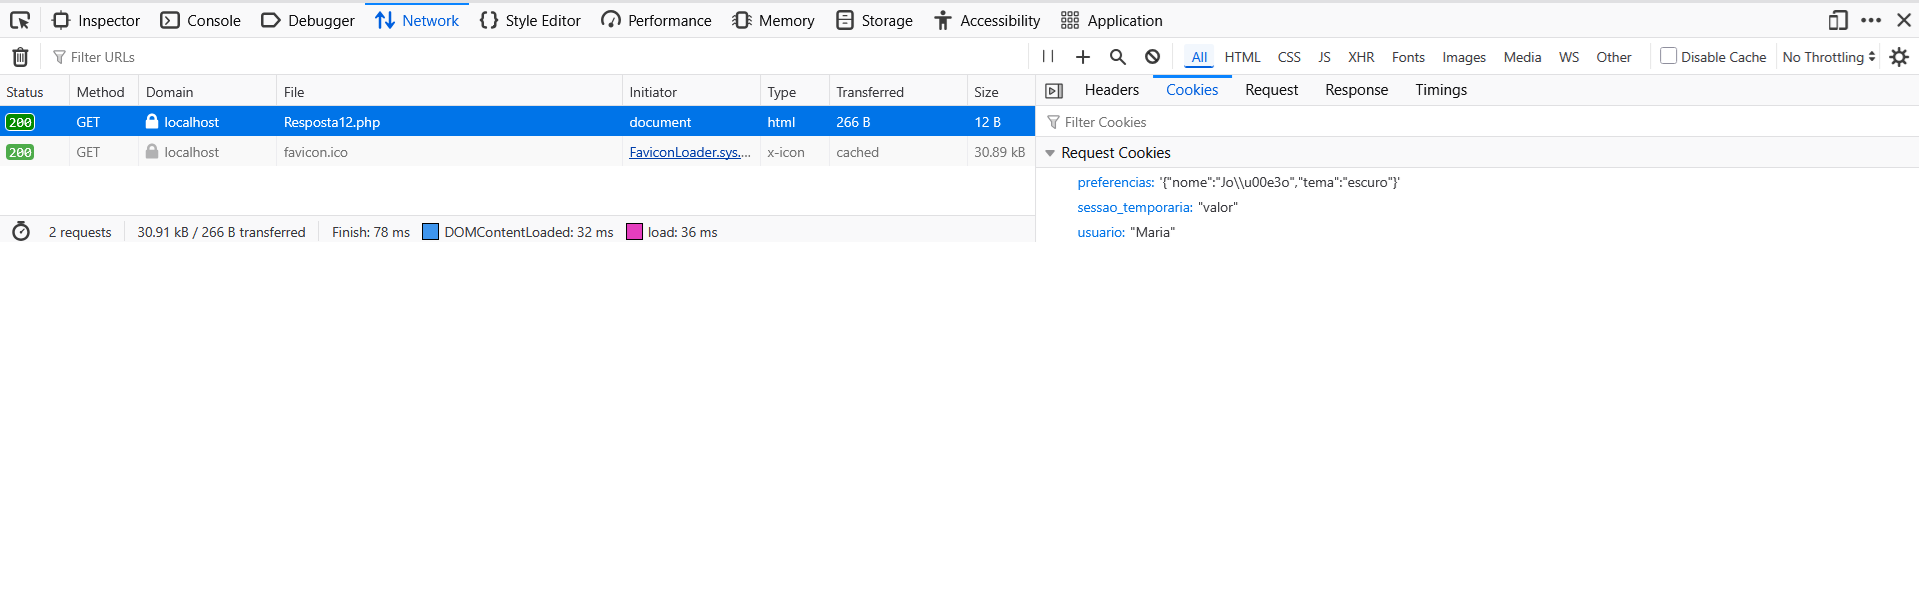 Inspector Console Debugger Network Style Editor Performance Memory Storage Accessibility Application
Filter URLs All HTML CSS JS XHR Fonts Images Media WS Other Disable Cache No Throttling
Status Method Domain File Initiator Type Transferred Size
200 GET localhost Resposta12.php document html 266 B 12 B
200 GET localhost favicon.ico FaviconLoader.sys.... x-icon cached 30.89 kB
2 requests 30.91 kB / 266 B transferred Finish: 78 ms DOMContentLoaded: 32 ms load: 36 ms
Headers Cookies Request Response Timings
Filter Cookies
Request Cookies
preferencias: '{"nome":"Jo\\u00e3o","tema":"escuro"}'
sessao_temporaria: "valor"
usuario: "Maria"